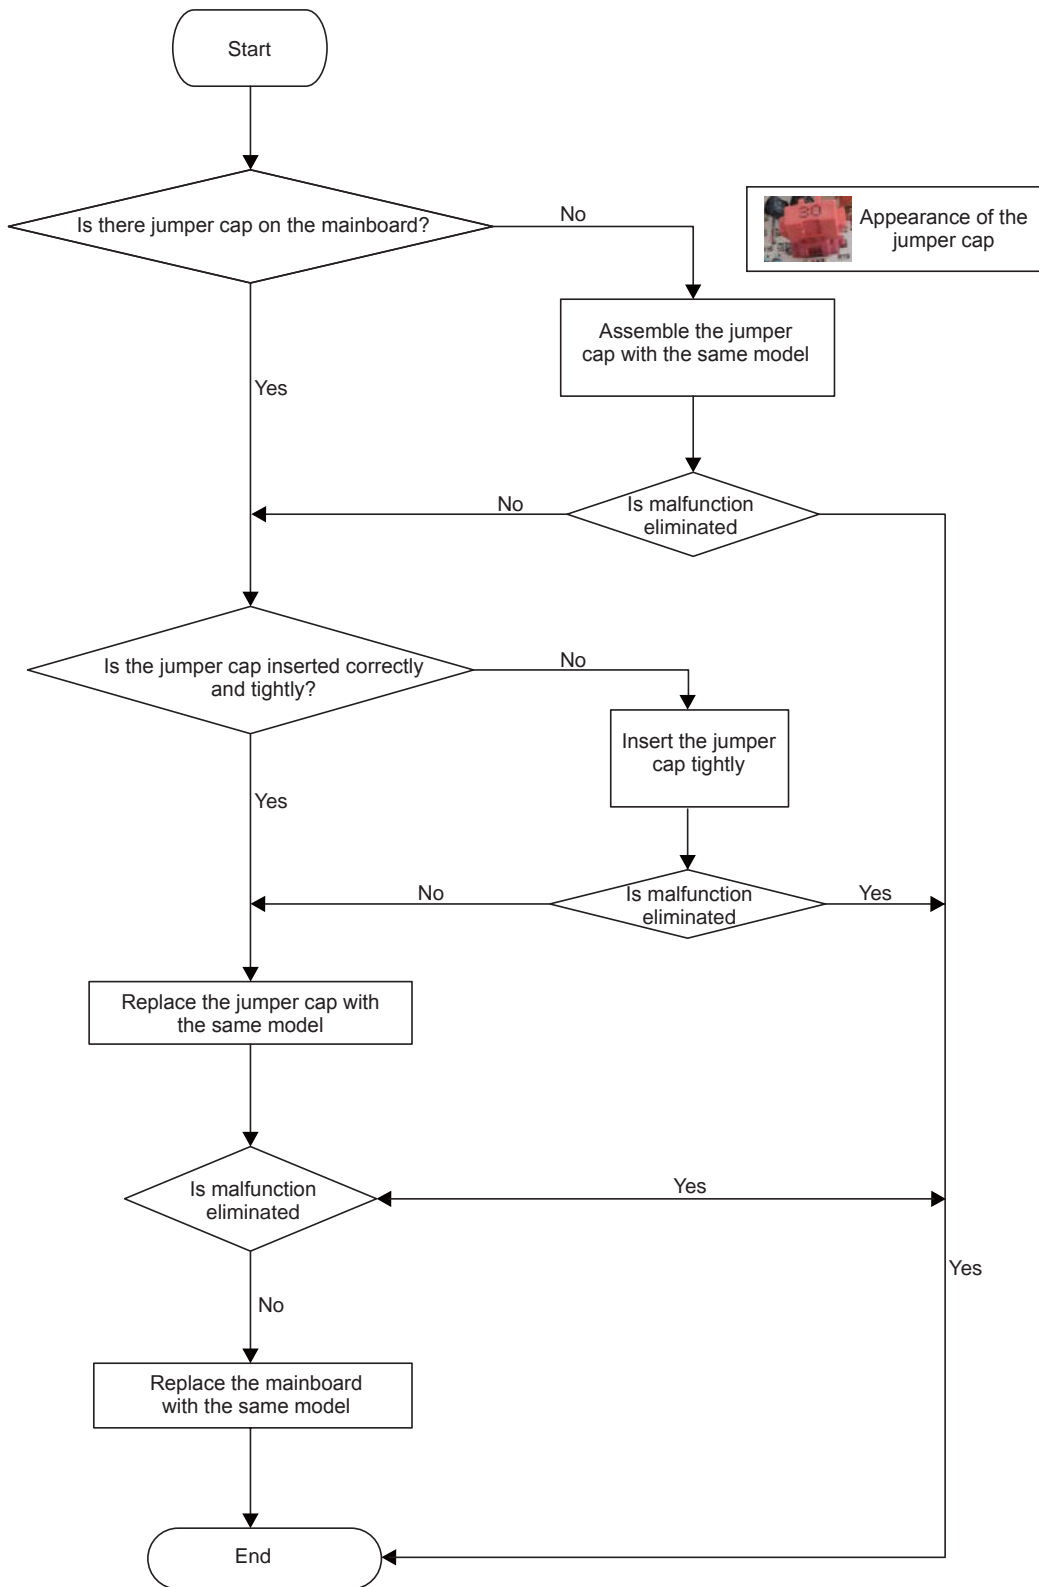 Start
Is there jumper cap on the mainboard?
No
30
Appearance of the
jumper cap
Assemble the jumper
cap with the same model
Yes
No
Is malfunction
eliminated
Is the jumper cap inserted correctly
and tightly?
No
Insert the jumper
cap tightly
Yes
No
Is malfunction
eliminated
Yes
Replace the jumper cap with
the same model
Is malfunction
eliminated
Yes
Yes
No
Replace the mainboard
with the same model
End